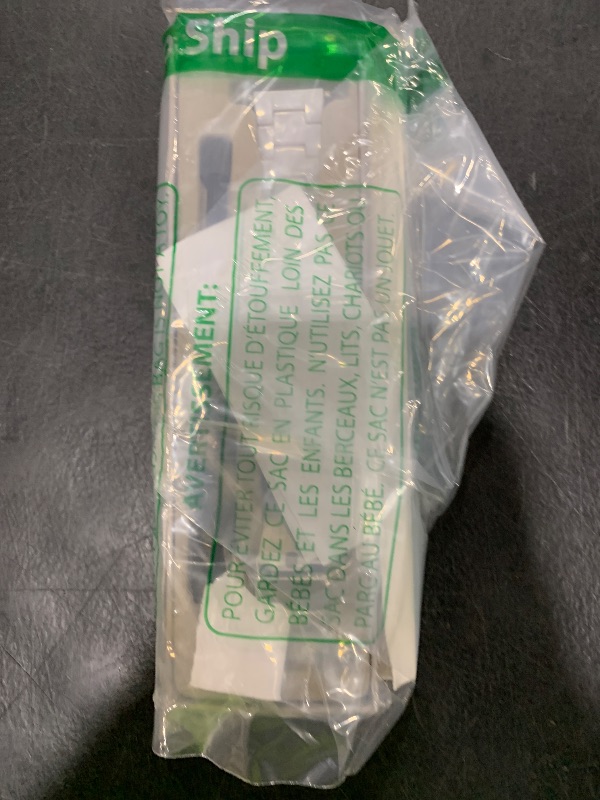 Ship
AVERTISSEMENT:
POUR ÉVITER TOUT RISQUE D'ÉTOUFFEMENT,
GARDEZ CE SAC EN PLASTIQUE LOIN DES
BÉBÉS ET LES ENFANTS. N'UTILISEZ PAS CE
SAC DANS LES BERCEAUX, LITS, CHARIOTS OU
PARC AU BÉBÉ. CE SAC N'EST PAS UN JOUET.